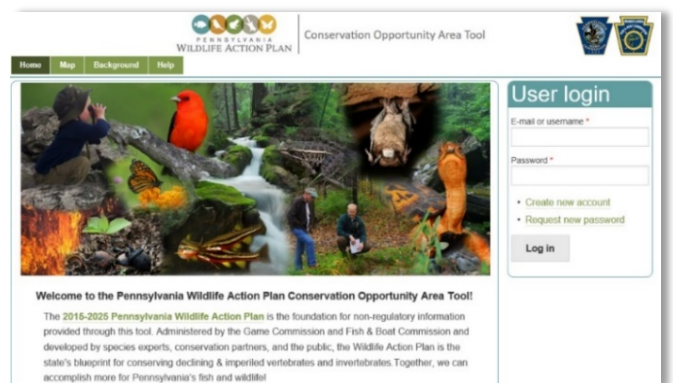 PENNSYLVANIA
WILDLIFE ACTION PLAN
Conservation Opportunity Area Tool
Home Map Background Help
User login
E-mail or username *
Password *
• Create new account
• Request new password
Log in
Welcome to the Pennsylvania Wildlife Action Plan Conservation Opportunity Area Tool!
The 2015-2025 Pennsylvania Wildlife Action Plan is the foundation for non-regulatory information
provided through this tool. Administered by the Game Commission and Fish & Boat Commission and
developed by species experts, conservation partners, and the public, the Wildlife Action Plan is the
state's blueprint for conserving declining & imperiled vertebrates and invertebrates.Together, we can
accomplish more for Pennsylvania's fish and wildlife!